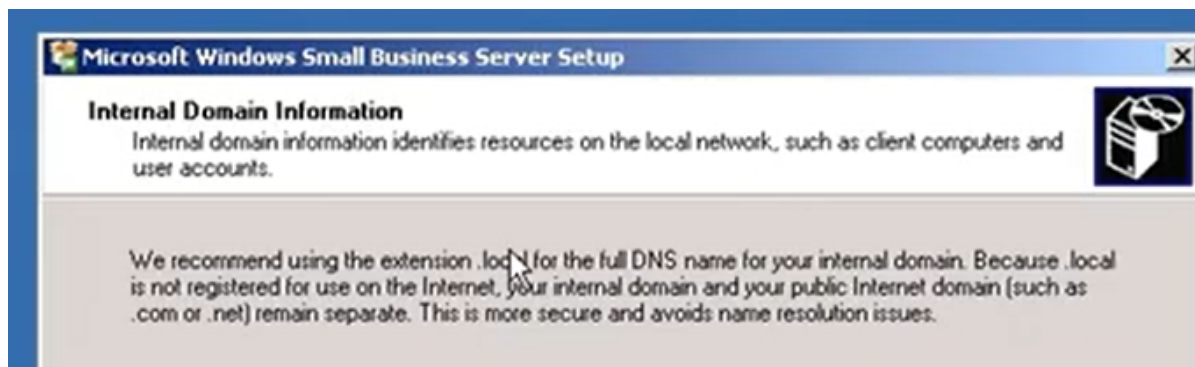 Microsoft Windows Small Business Server Setup
Internal Domain Information
Internal domain information identifies resources on the local network, such as client computers and
user accounts.
We recommend using the extension .local for the full DNS name for your internal domain. Because .local
is not registered for use on the Internet, your internal domain and your public Internet domain (such as
.com or .net) remain separate. This is more secure and avoids name resolution issues.